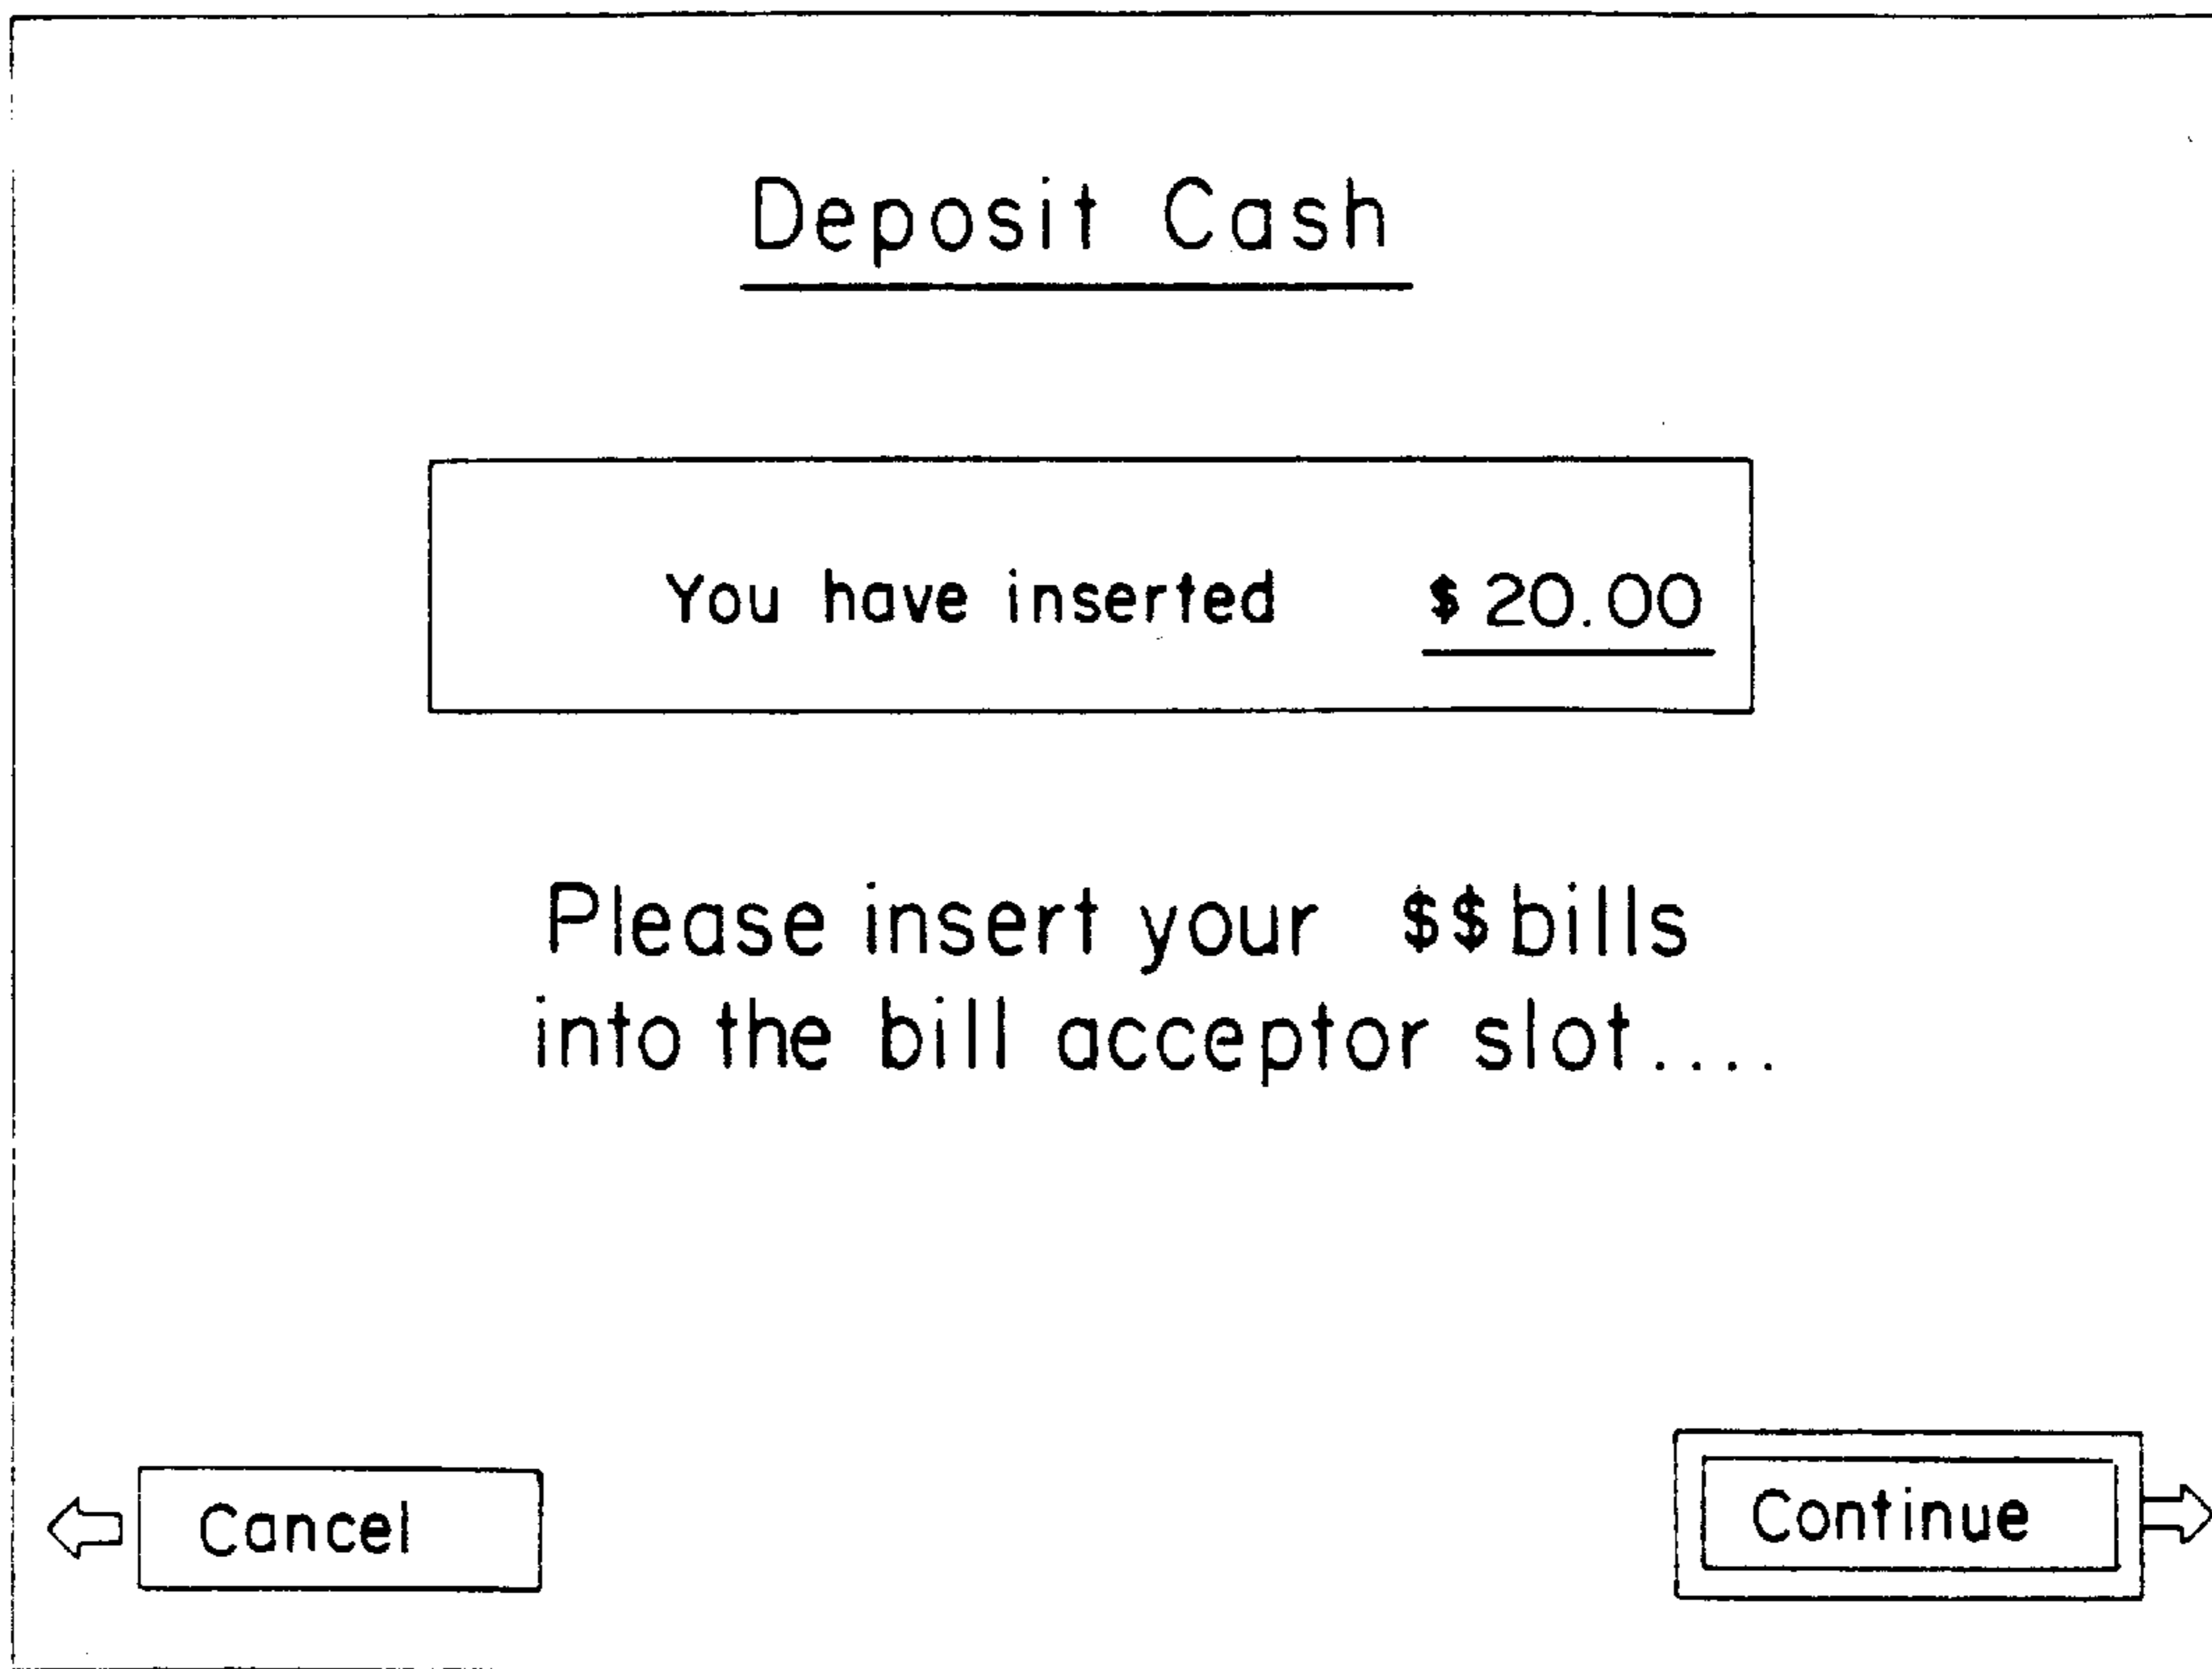 Deposit Cash
You have inserted $20.00
Please insert your $$bills
into the bill acceptor slot....
Cancel
Continue